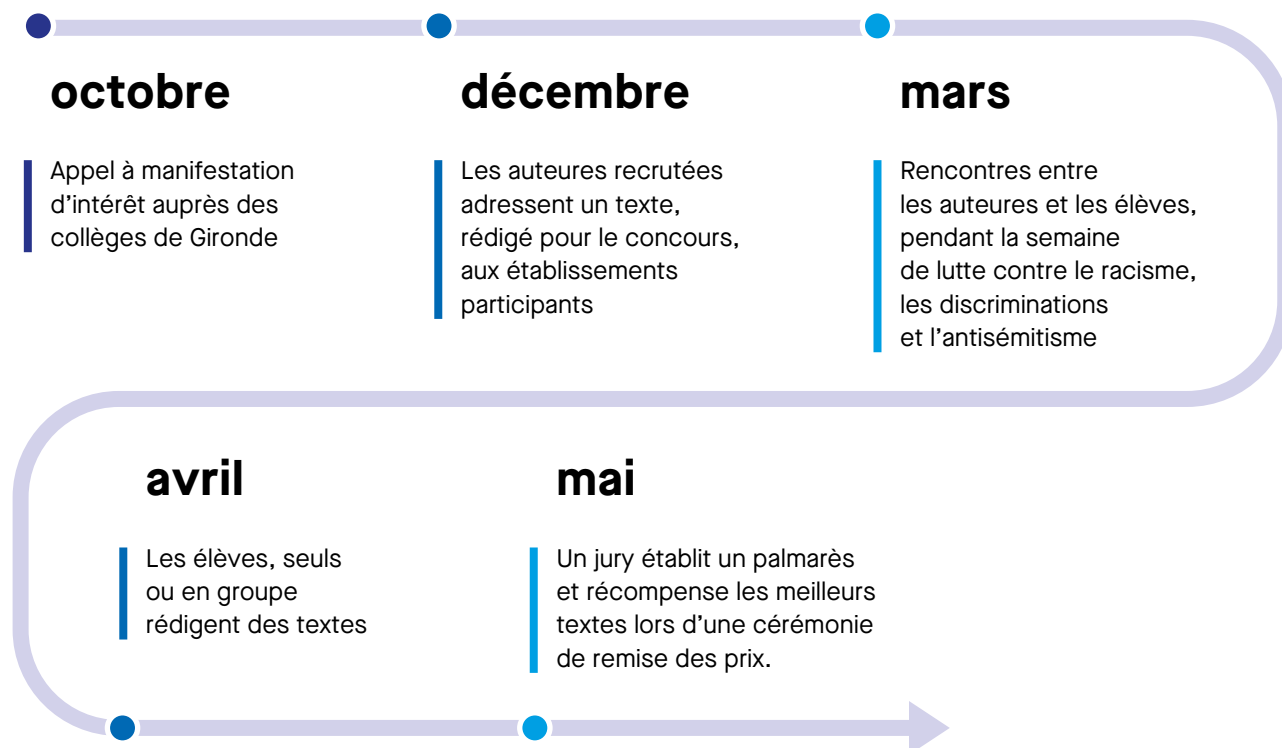 octobre
Appel à manifestation
d'intérêt auprès des
collèges de Gironde
décembre
Les auteures recrutées
adressent un texte,
rédigé pour le concours,
aux établissements
participants
mars
Rencontres entre
les auteures et les élèves,
pendant la semaine
de lutte contre le racisme,
les discriminations
et l'antisémitisme
avril
Les élèves, seuls
ou en groupe
rédigent des textes
mai
Un jury établit un palmarès
et récompense les meilleurs
textes lors d'une cérémonie
de remise des prix.